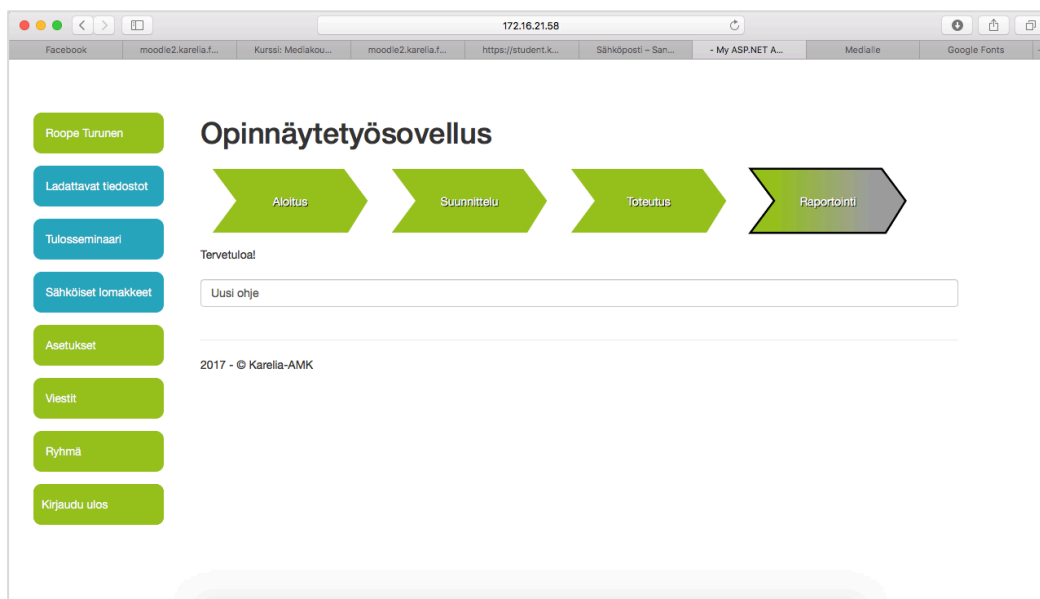 172.16.21.58
Facebook moodle2.karelia.f... Kurssi: Mediakou... moodle2.karelia.f... https://student.k... Sähköposti – San... - My ASP.NET A... Medialle Google Fonts
Roope Turunen
Ladattavat tiedostot
Tulosseminaari
Sähköiset lomakkeet
Asetukset
Viestit
Ryhmä
Kirjaudu ulos
Opinnäytetyösovellus
Aloitus Suunnittelu Toteutus Raportointi
Tervetuloa!
Uusi ohje
2017 - © Karelia-AMK